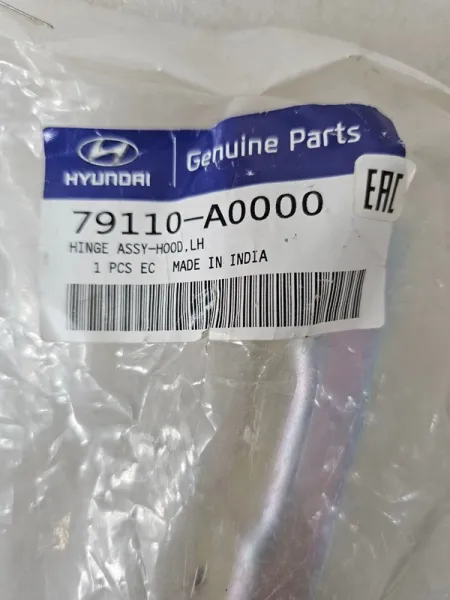 HYUNDAI
Genuine Parts
79110-A0000
EAC
HINGE ASSY-HOOD,LH
1 PCS EC MADE IN INDIA